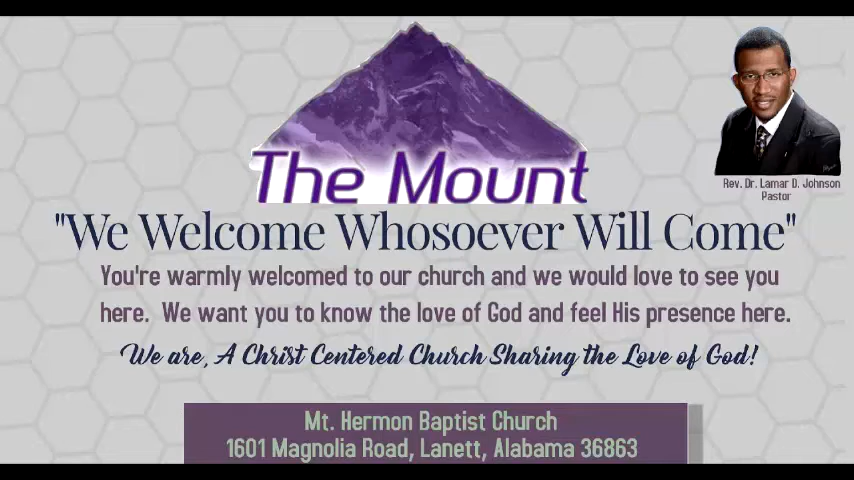 The Mount
Rev. Dr. Lamar D. Johnson
Pastor
"We Welcome Whosoever Will Come"
You're warmly welcomed to our church and we would love to see you
here. We want you to know the love of God and feel His presence here.
We are, A Christ Centered Church Sharing the Love of God!
Mt. Hermon Baptist Church
1601 Magnolia Road, Lanett, Alabama 36863